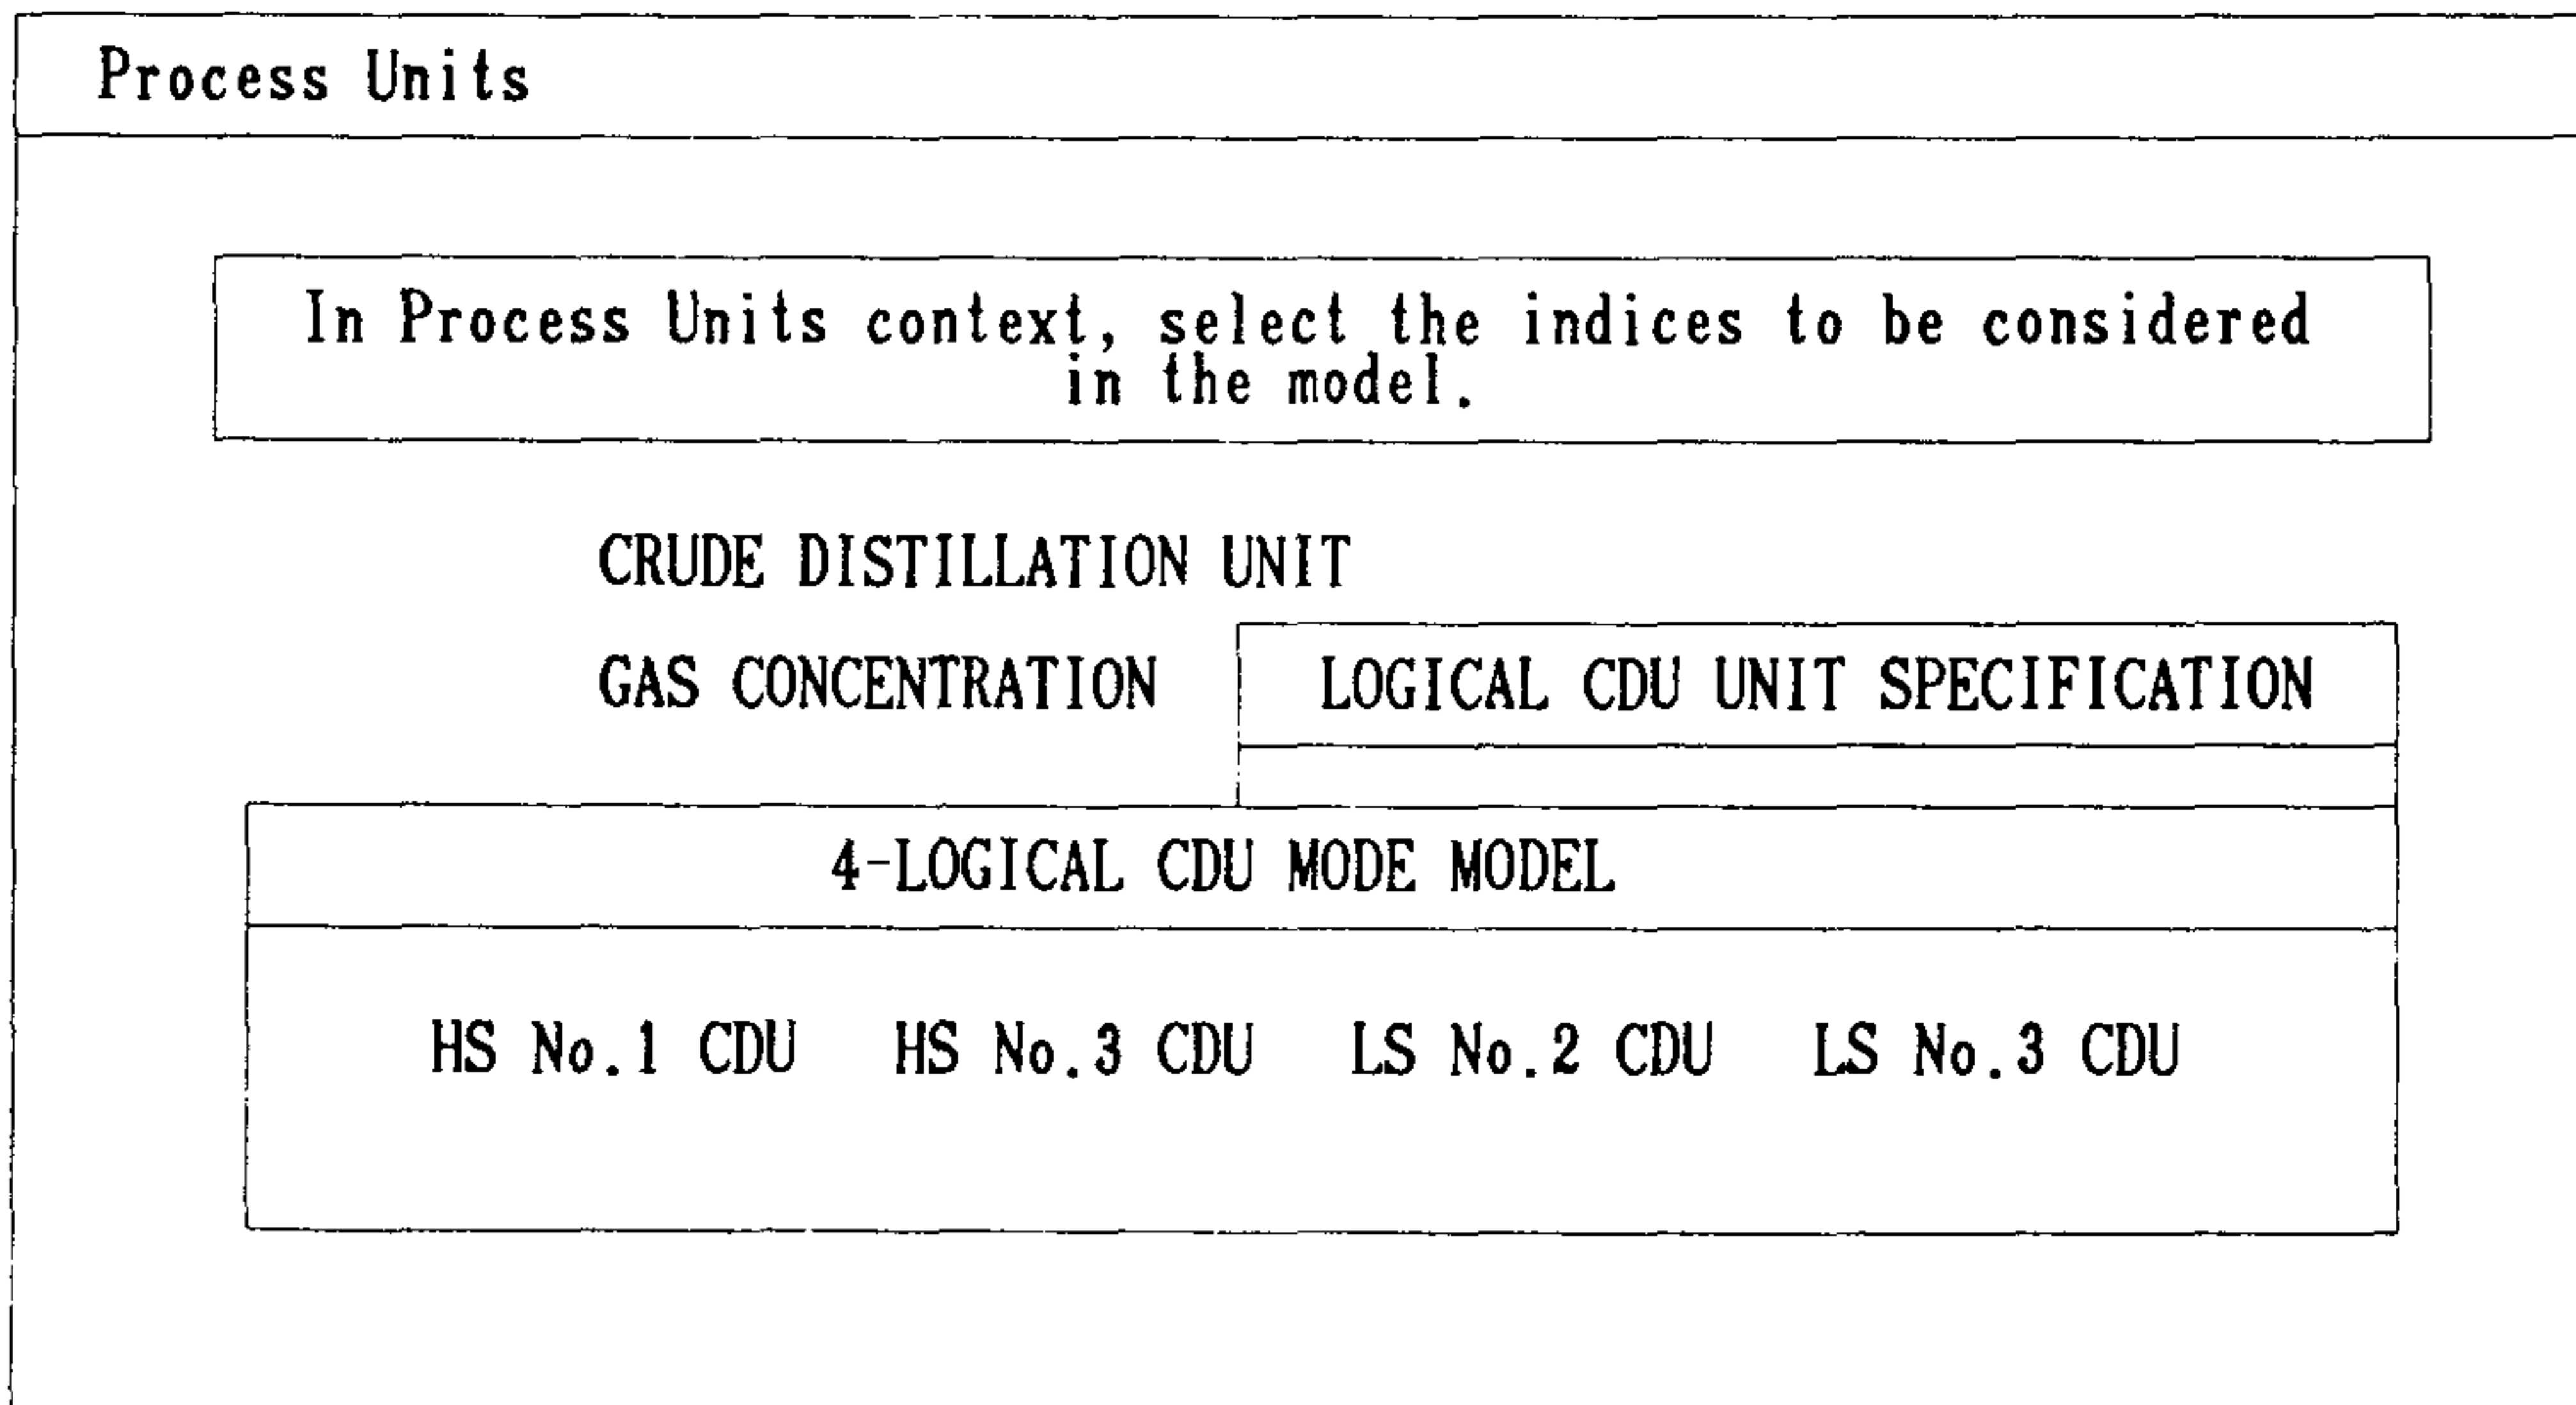 Process Units
In Process Units context, select the indices to be considered
in the model.
CRUDE DISTILLATION UNIT
GAS CONCENTRATION
LOGICAL CDU UNIT SPECIFICATION
4-LOGICAL CDU MODE MODEL
HS No.1 CDU HS No.3 CDU LS No.2 CDU LS No.3 CDU